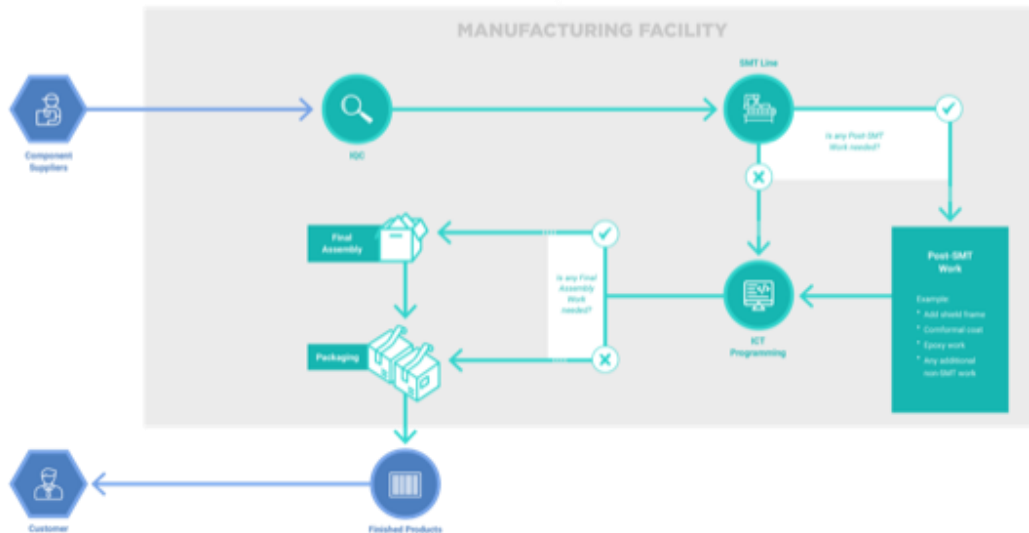 MANUFACTURING FACILITY
SMT Line
Component
Suppliers
IQC
Is any Post-SMT
Work needed?
Final
Assembly
Is any Final
Assembly
Work
needed?
Post-SMT
Work
Example:
* Add shield frame
* Comformal coat
* Epoxy work
* Any additional
non-SMT work
ICT
Programming
Packaging
Customer
Finished Products